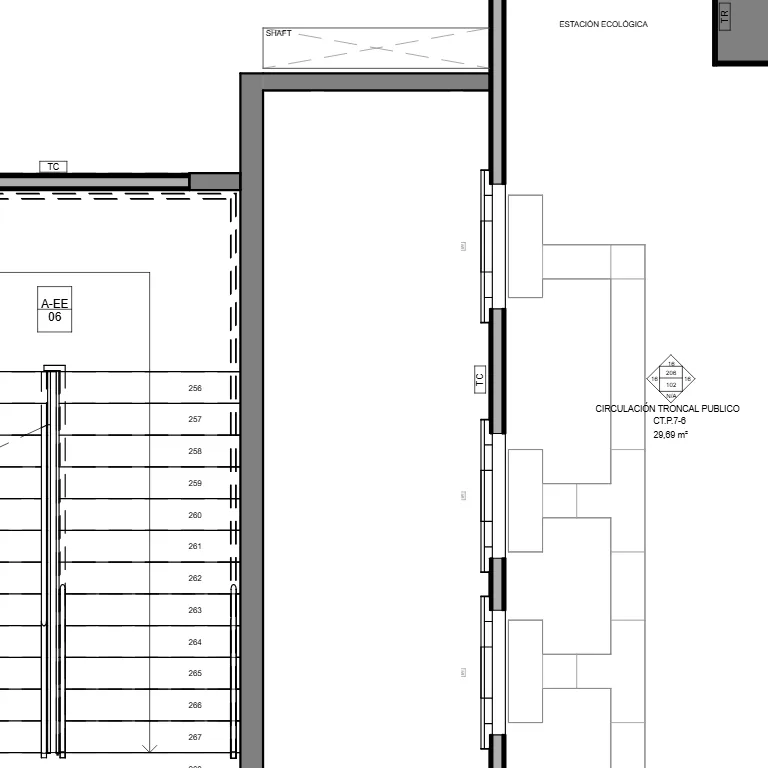 ESTACIÓN ECOLÓGICA
TR
SHAFT
TC
A-EE
06
TC
16
206
16
16
102
N/A
CIRCULACIÓN TRONCAL PUBLICO
CT.P.7-6
29,69 m²
256
257
258
259
260
261
262
263
264
265
266
267